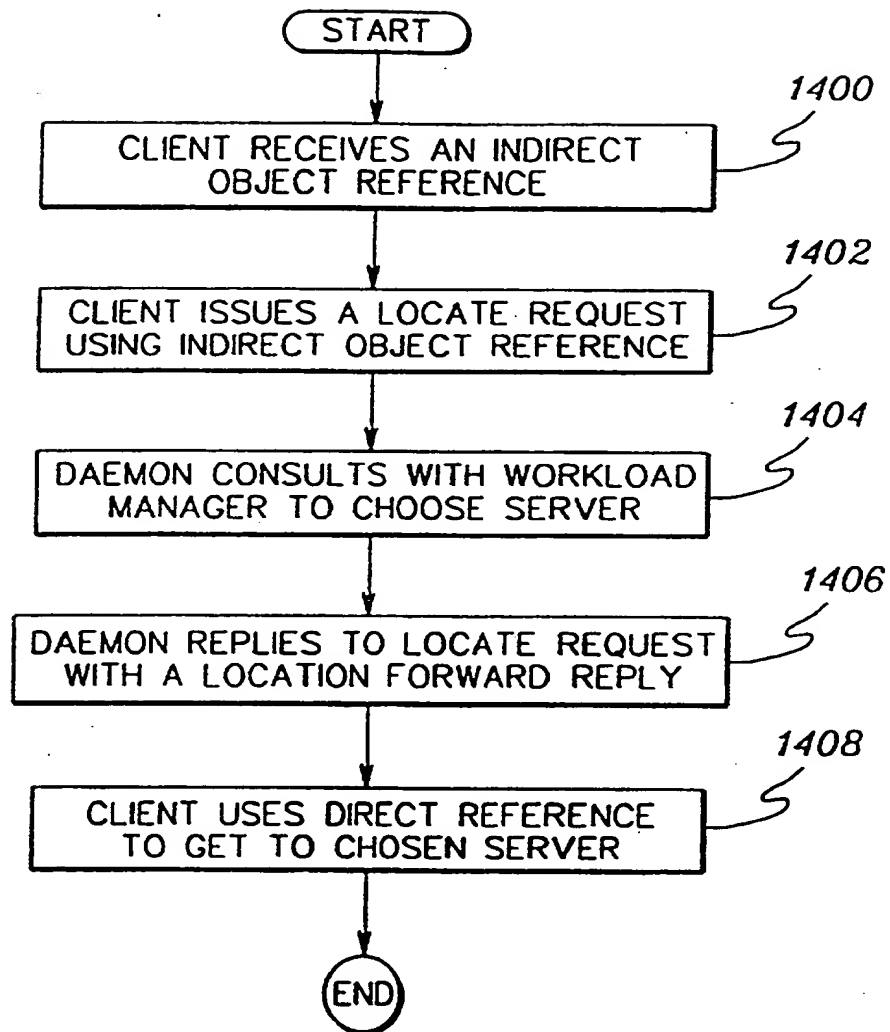 START
1400
CLIENT RECEIVES AN INDIRECT
OBJECT REFERENCE
1402
CLIENT ISSUES A LOCATE REQUEST
USING INDIRECT OBJECT REFERENCE
1404
DAEMON CONSULTS WITH WORKLOAD
MANAGER TO CHOOSE SERVER
1406
DAEMON REPLIES TO LOCATE REQUEST
WITH A LOCATION FORWARD REPLY
1408
CLIENT USES DIRECT REFERENCE
TO GET TO CHOSEN SERVER
END